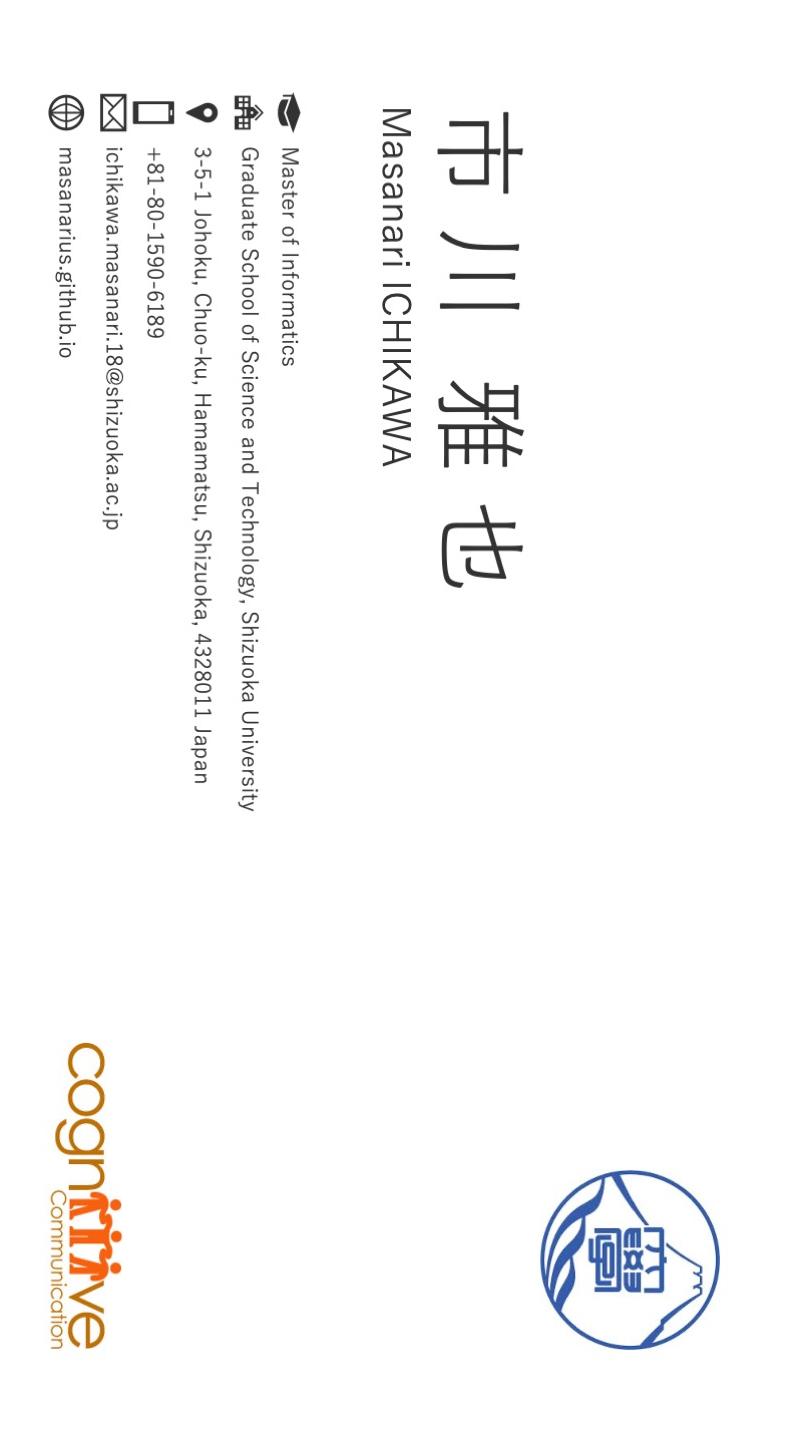 市川 雅也
Masanari ICHIKAWA
Master of Informatics
Graduate School of Science and Technology, Shizuoka University
3-5-1 Johoku, Chuo-ku, Hamamatsu, Shizuoka, 4328011 Japan
+81-80-1590-6189
ichikawa.masanari.18@shizuoka.ac.jp
masanarius.github.io
大學
cognitive
Communication